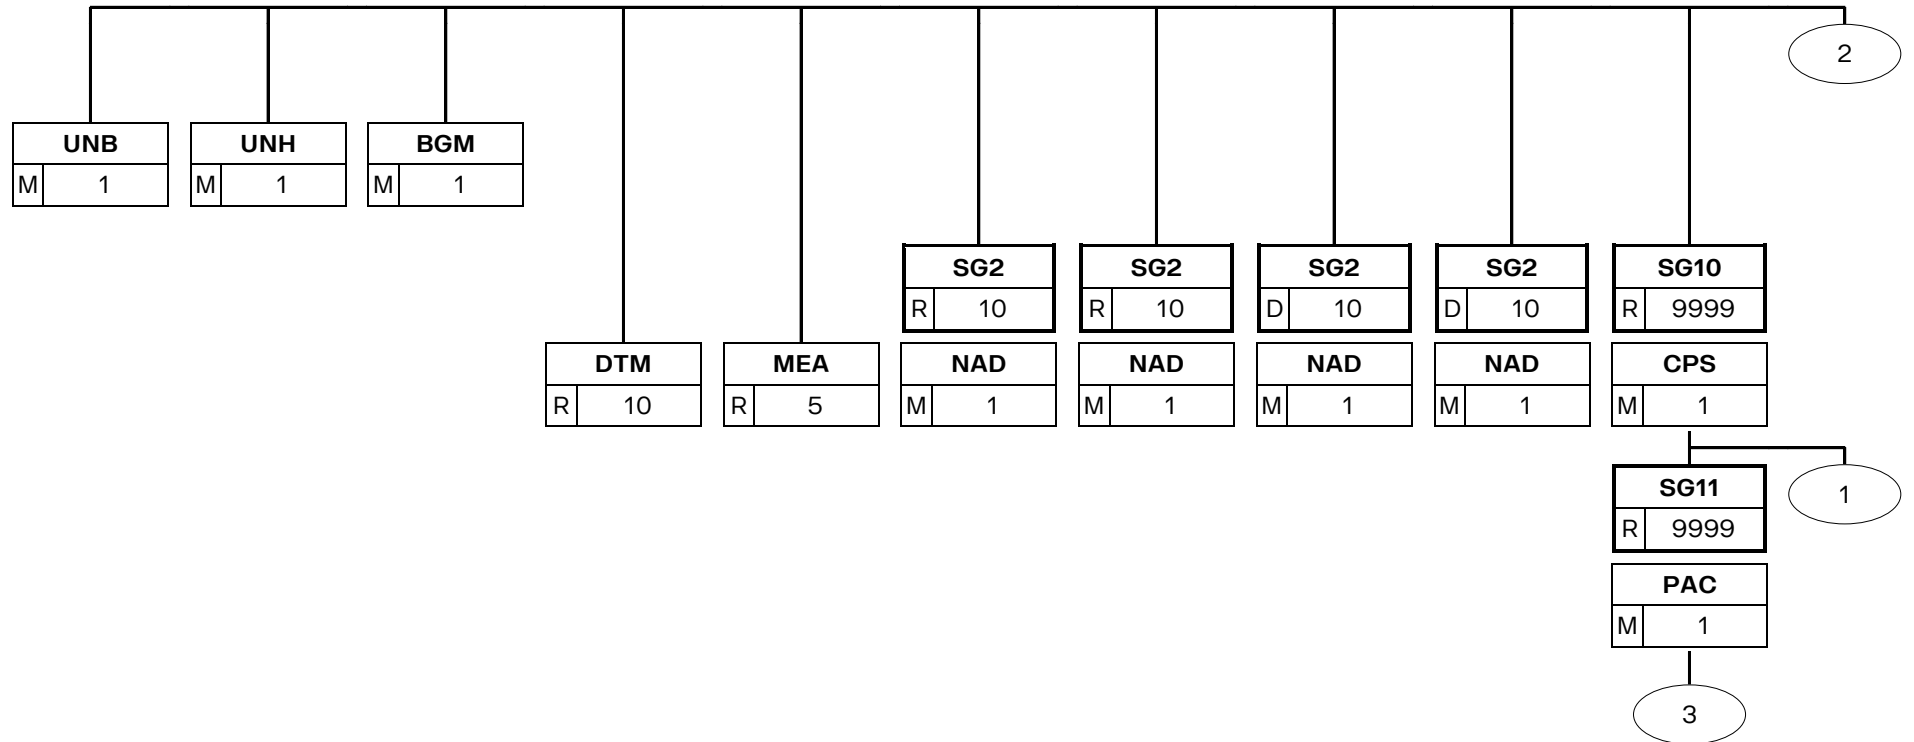 2
UNB UNH BGM
M 1 M 1 M 1
SG2 SG2 SG2 SG2 SG10
R 10 R 10 D 10 D 10 R 9999
DTM MEA NAD NAD NAD NAD CPS
R 10 R 5 M 1 M 1 M 1 M 1 M 1
SG11 1
R 9999
PAC
M 1
3